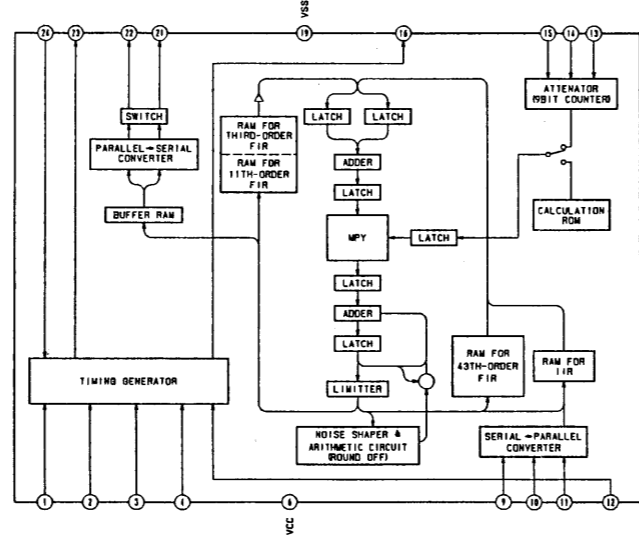 VSS
24 23 22 21 19 16 15 14 13
SWITCH
PARALLEL→SERIAL
CONVERTER
BUFFER RAM
RAM FOR
THIRD-ORDER
FIR
RAM FOR
11TH-ORDER
FIR
LATCH LATCH
ADDER
LATCH
MPY
LATCH
LATCH
ADDER
LATCH
LIMITTER
NOISE SHAPER &
ARITHMETIC CIRCUIT
(ROUND OFF)
ATTENATOR
(9BIT COUNTER)
CALCULATION
ROM
RAM FOR
43TH-ORDER
FIR
RAM FOR
IIR
SERIAL→PARALLEL
CONVERTER
TIMING GENERATOR
1 2 3 4 6 9 10 11 12
VCC